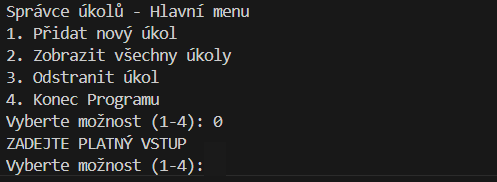 Správce úkolů - Hlavní menu
1. Přidat nový úkol
2. Zobrazit všechny úkoly
3. Odstranit úkol
4. Konec Programu
Vyberte možnost (1-4): 0
ZADEJTE PLATNÝ VSTUP
Vyberte možnost (1-4):